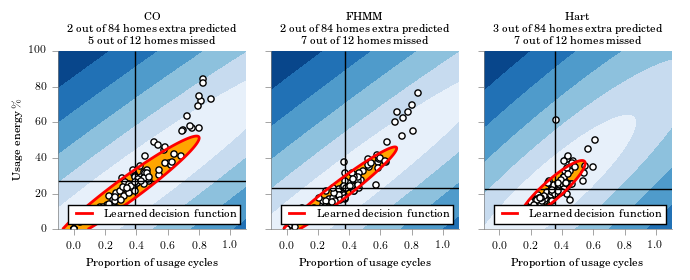 CO
2 out of 84 homes extra predicted
5 out of 12 homes missed
FHMM
2 out of 84 homes extra predicted
7 out of 12 homes missed
Hart
3 out of 84 homes extra predicted
7 out of 12 homes missed
Usage energy %
100
80
60
40
20
0
Learned decision function
Learned decision function
Learned decision function
0.0 0.2 0.4 0.6 0.8 1.0
0.0 0.2 0.4 0.6 0.8 1.0
0.0 0.2 0.4 0.6 0.8 1.0
Proportion of usage cycles
Proportion of usage cycles
Proportion of usage cycles